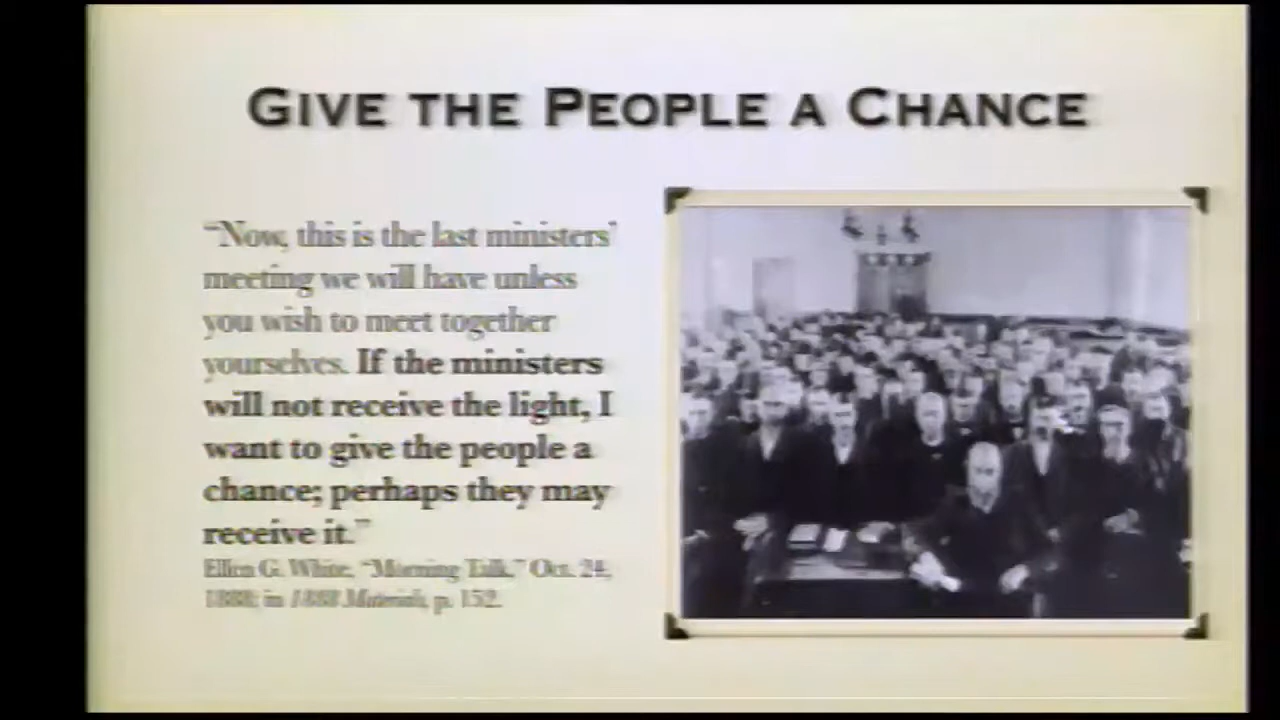 GIVE THE PEOPLE A CHANCE
“Now, this is the last ministers’
meeting we will have unless
you wish to meet together
yourselves. If the ministers
will not receive the light, I
want to give the people a
chance; perhaps they may
receive it.”
Ellen G. White, “Morning Talk,” Oct. 24,
1888; in 1888 Materials, p. 152.